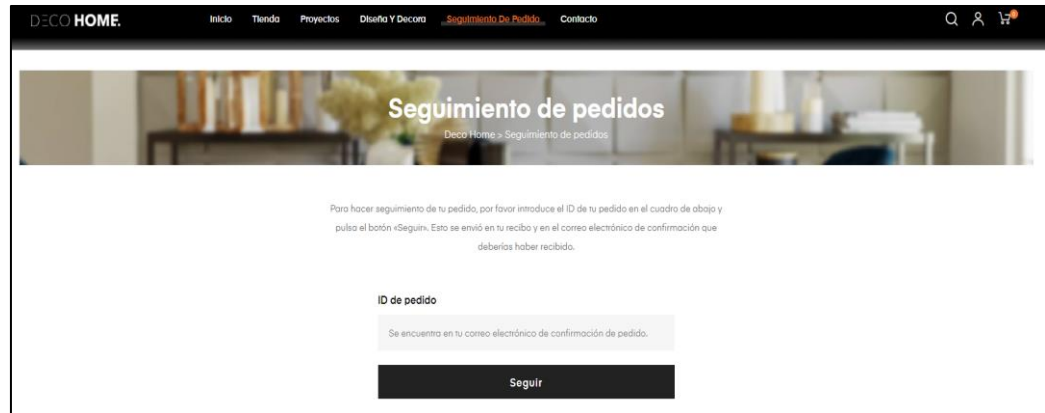 DECO HOME.
Inicio Tienda Proyectos Diseña Y Decora Seguimiento De Pedido Contacto
0
Seguimiento de pedidos
Deco Home » Seguimiento de pedidos
Para hacer seguimiento de tu pedido, por favor introduce el ID de tu pedido en el cuadro de abajo y
pulsa el botón «Seguir». Esto se envió en tu recibo y en el correo electrónico de confirmación que
deberías haber recibido.
ID de pedido
Se encuentra en tu correo electrónico de confirmación de pedido.
Seguir